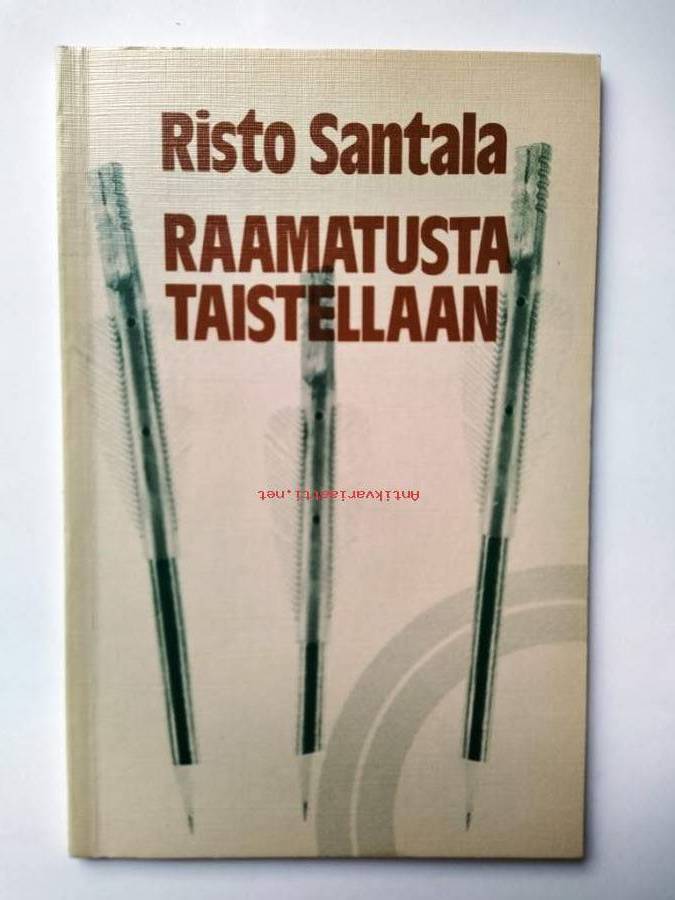 Risto Santala
RAAMATUSTA
TAISTELLAAN
Antikvariaatti.net